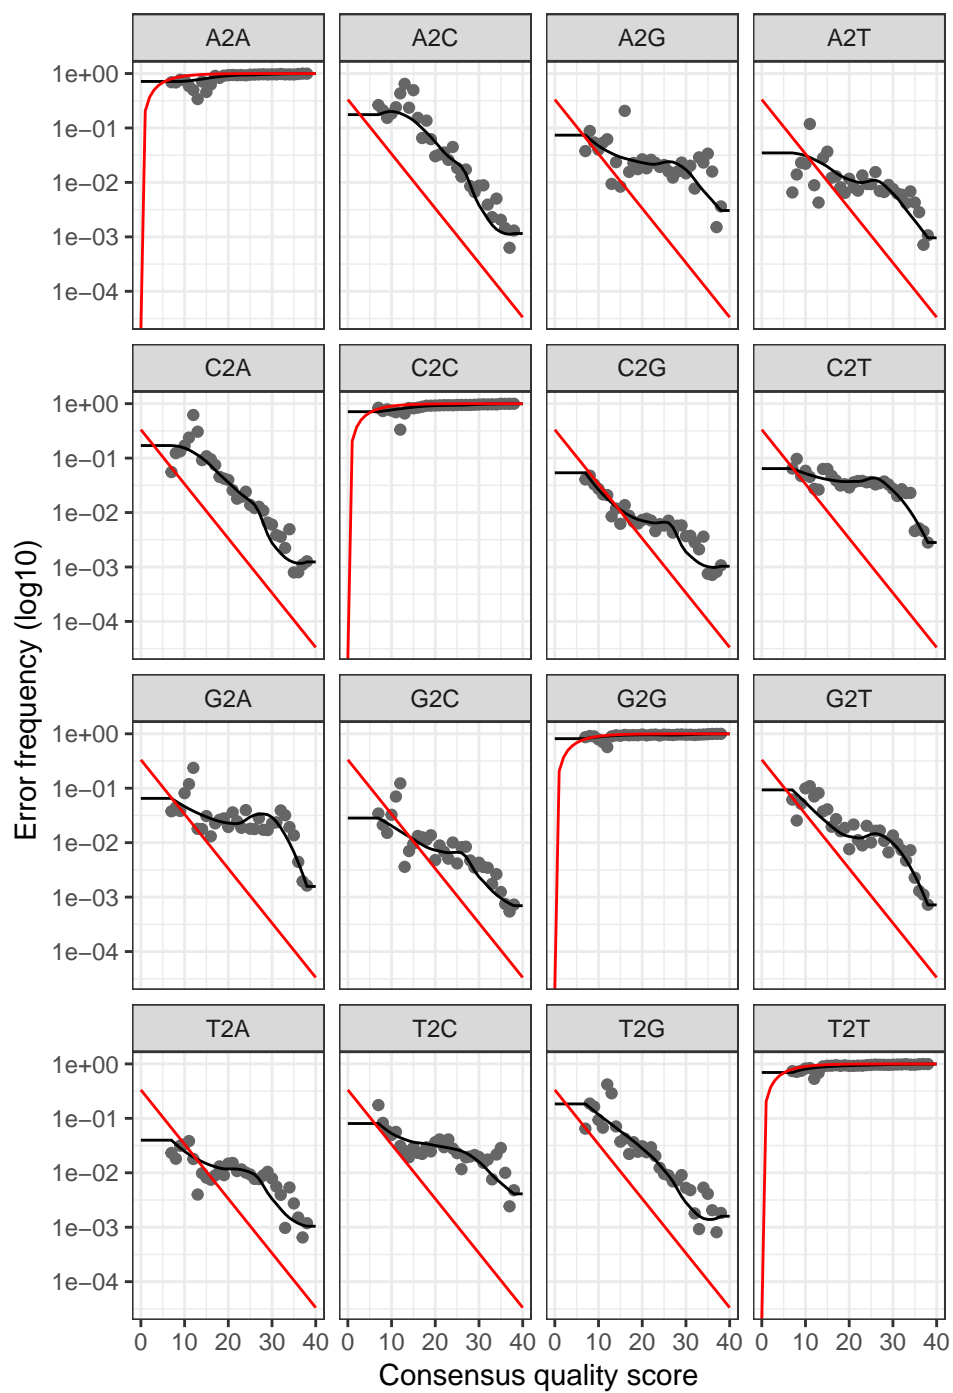 A2A A2C A2G A2T
1e+00
1e−01
1e−02
1e−03
1e−04
C2A C2C C2G C2T
1e+00
1e−01
1e−02
1e−03
1e−04
G2A G2C G2G G2T
1e+00
1e−01
1e−02
1e−03
1e−04
T2A T2C T2G T2T
1e+00
1e−01
1e−02
1e−03
1e−04
0 10 20 30 40 0 10 20 30 40 0 10 20 30 40 0 10 20 30 40
Consensus quality score
Error frequency (log10)